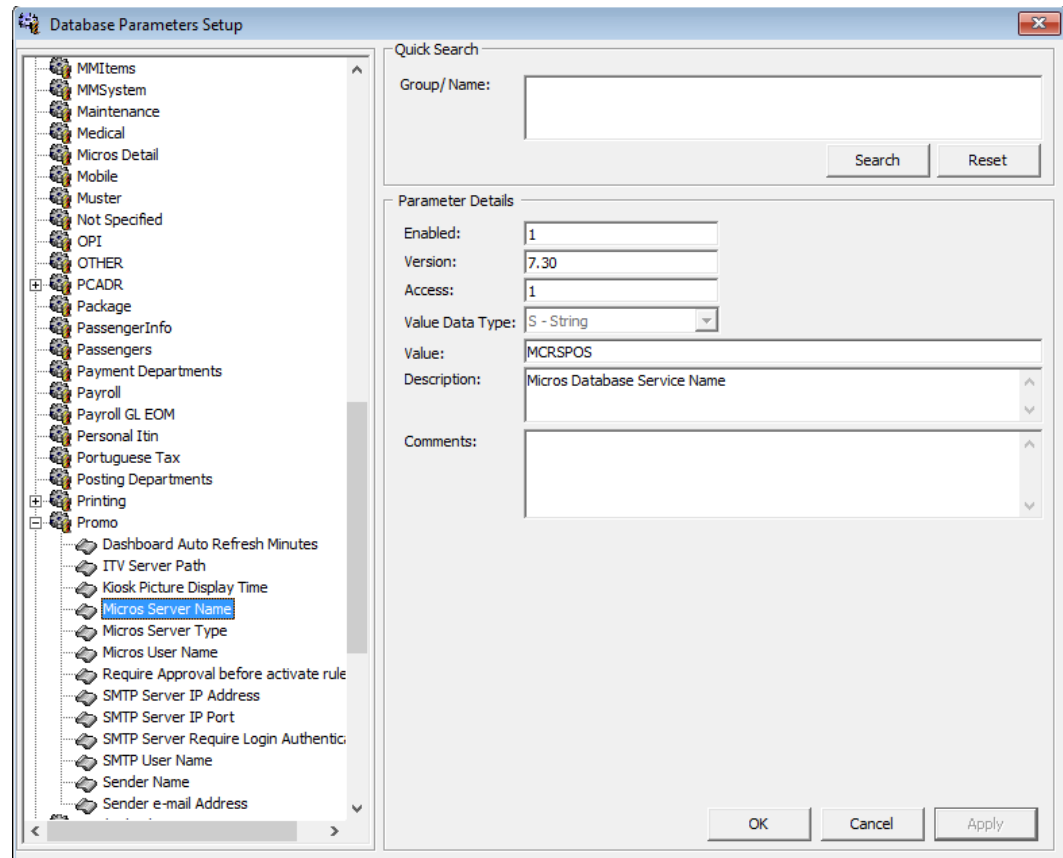 Database Parameters Setup
MMItems
MMSystem
Maintenance
Medical
Micros Detail
Mobile
Muster
Not Specified
OPI
OTHER
PCADR
Package
PassengerInfo
Passengers
Payment Departments
Payroll
Payroll GL EOM
Personal Itin
Portuguese Tax
Posting Departments
Printing
Promo
Dashboard Auto Refresh Minutes
ITV Server Path
Kiosk Picture Display Time
Micros Server Name
Micros Server Type
Micros User Name
Require Approval before activate rule
SMTP Server IP Address
SMTP Server IP Port
SMTP Server Require Login Authentic
SMTP User Name
Sender Name
Sender e-mail Address
Quick Search
Group/Name:
Search Reset
Parameter Details
Enabled: 1
Version: 7.30
Access: 1
Value Data Type: S - String
Value: MCRSPOS
Description: Micros Database Service Name
Comments:
OK Cancel Apply